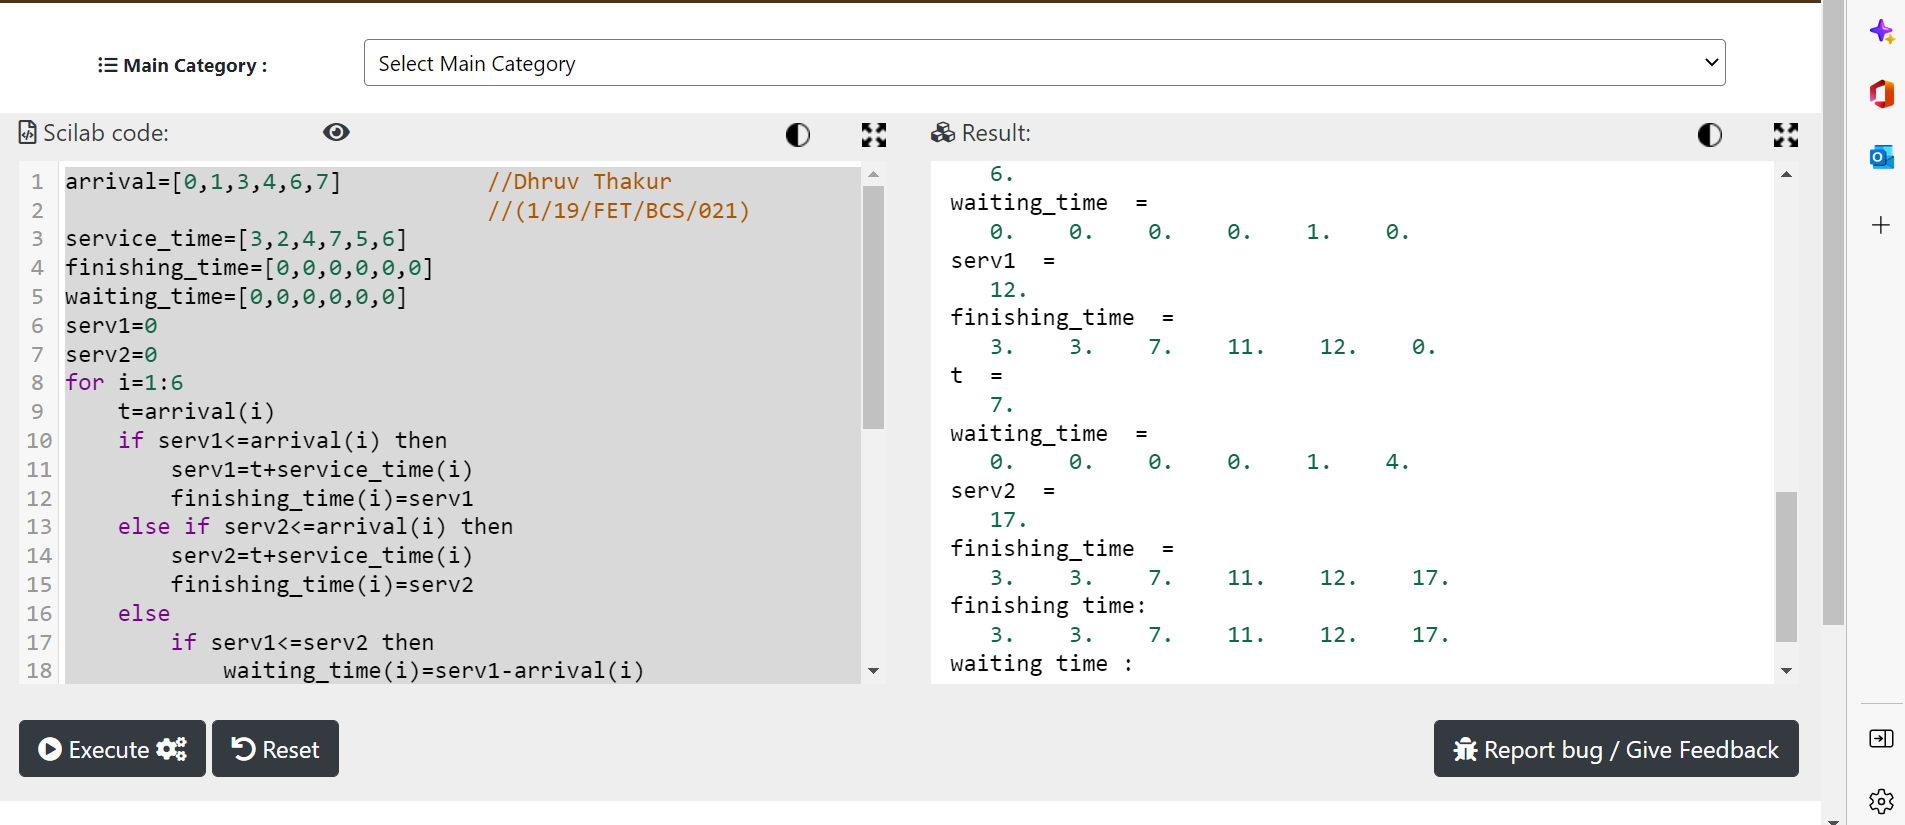 Main Category :
Select Main Category
Scilab code:
Result:
1 arrival=[0,1,3,4,6,7] //Dhruv Thakur
2 //(1/19/FET/BCS/021)
3 service_time=[3,2,4,7,5,6]
4 finishing_time=[0,0,0,0,0,0]
5 waiting_time=[0,0,0,0,0,0]
6 serv1=0
7 serv2=0
8 for i=1:6
9 t=arrival(i)
10 if serv1<=arrival(i) then
11 serv1=t+service_time(i)
12 finishing_time(i)=serv1
13 else if serv2<=arrival(i) then
14 serv2=t+service_time(i)
15 finishing_time(i)=serv2
16 else
17 if serv1<=serv2 then
18 waiting_time(i)=serv1-arrival(i)
6.
waiting_time =
0. 0. 0. 0. 1. 0.
serv1 =
12.
finishing_time =
3. 3. 7. 11. 12. 0.
t =
7.
waiting_time =
0. 0. 0. 0. 1. 4.
serv2 =
17.
finishing_time =
3. 3. 7. 11. 12. 17.
finishing time:
3. 3. 7. 11. 12. 17.
waiting time :
Execute
Reset
Report bug / Give Feedback